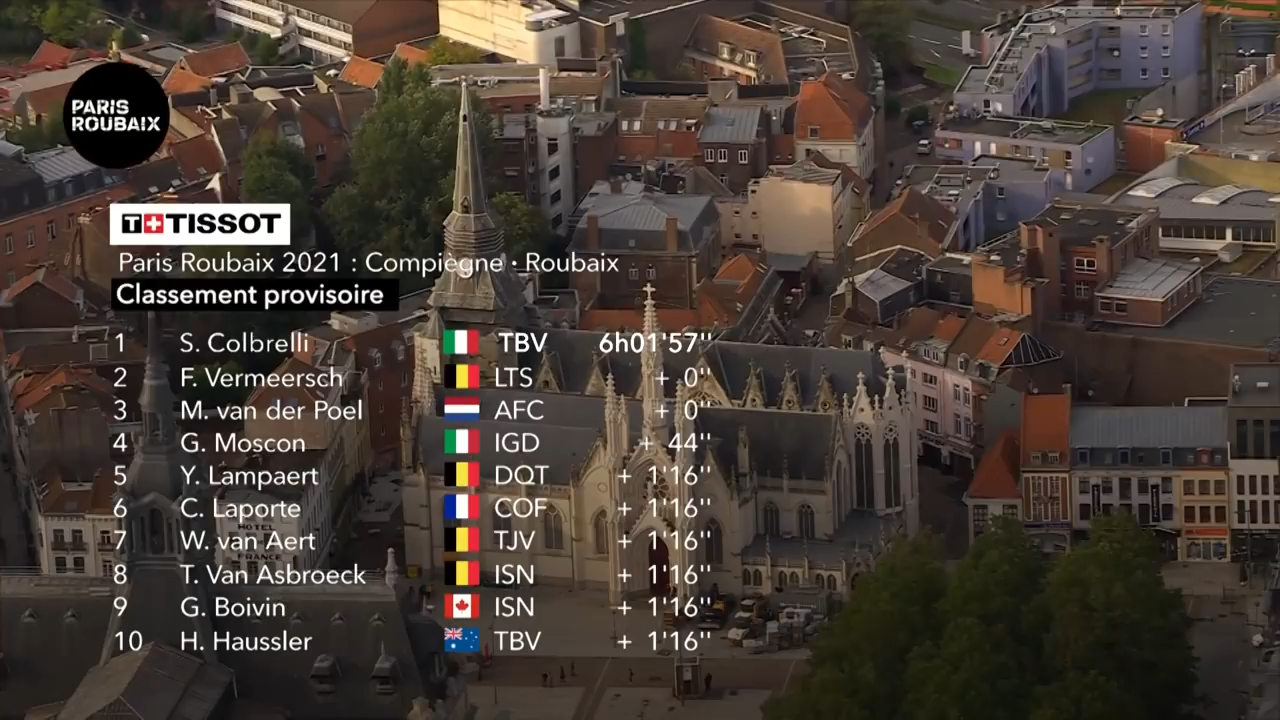 PARIS
ROUBAIX
T+TISSOT
Paris Roubaix 2021 : Compiègne • Roubaix
Classement provisoire
1 S. Colbrelli TBV 6h01'57''
2 F. Vermeersch LTS + 0''
3 M. van der Poel AFC + 0''
4 G. Moscon IGD + 44''
5 Y. Lampaert DQT + 1'16''
6 C. Laporte COF + 1'16''
HOTEL
7 W. van Aert TJV + 1'16''
FRANCE
8 T. Van Asbroeck ISN + 1'16''
9 G. Boivin ISN + 1'16''
10 H. Haussler TBV + 1'16''